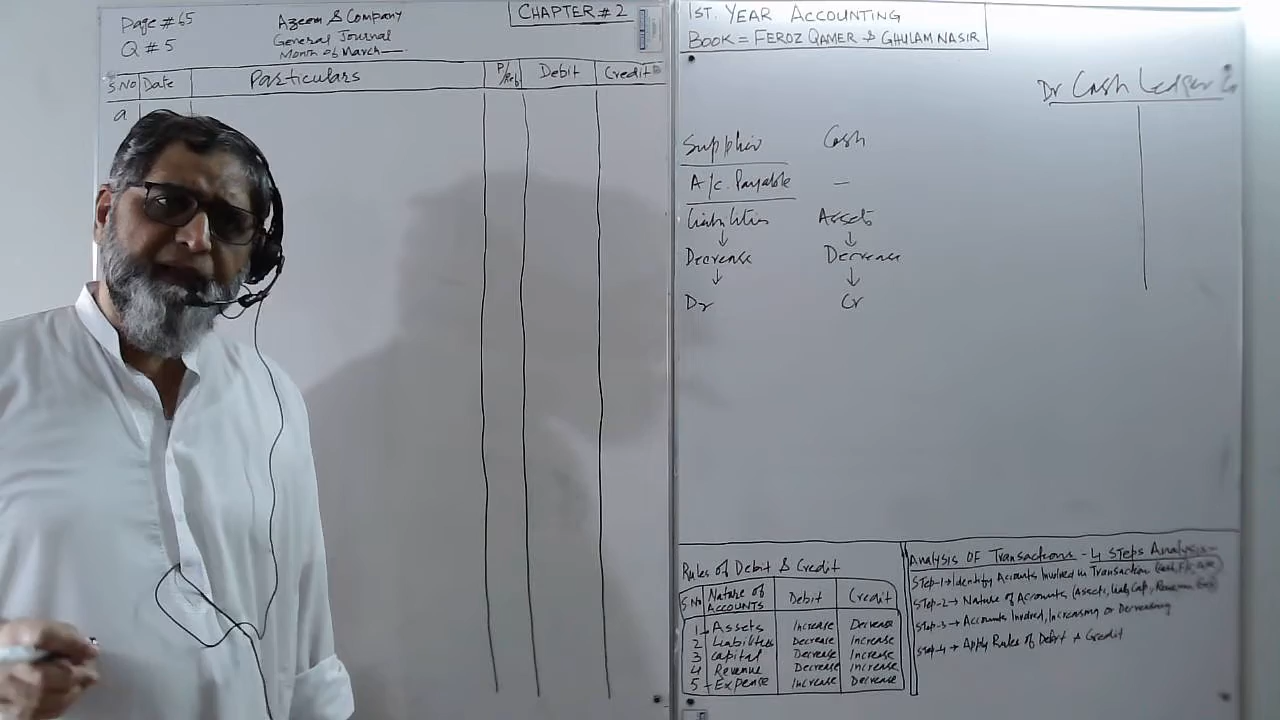 Page # 65
Q # 5
Azeem & Company
General Journal
Month of March
CHAPTER # 2
S.No Date Particulars P/Ref Debit Credit
a
1ST. YEAR ACCOUNTING
BOOK = FEROZ QAMER & GHULAM NASIR
Dr Cash Ledger
Supplier Cash
A/c. Payable —
Liabilities Assets
↓ ↓
Decrease Decrease
↓ ↓
Dr Cr
Rules of Debit & Credit
S No Nature of ACCOUNTS Debit Credit
1 - Assets Increase Decrease
2 Liabilities Decrease Increase
3 Capital Decrease Increase
4 Revenue Decrease Increase
5 - Expense Increase Decrease
Analysis OF Transactions - 4 Steps Analysis -
Step-1 → Identify Accounts Involved in Transaction
Step-2 → Nature of Accounts (Assets, Liab, Cap, Revenue
Step-3 → Accounts Involved, Increasing or Decreasing
Step-4 → Apply Rules of Debit & Credit